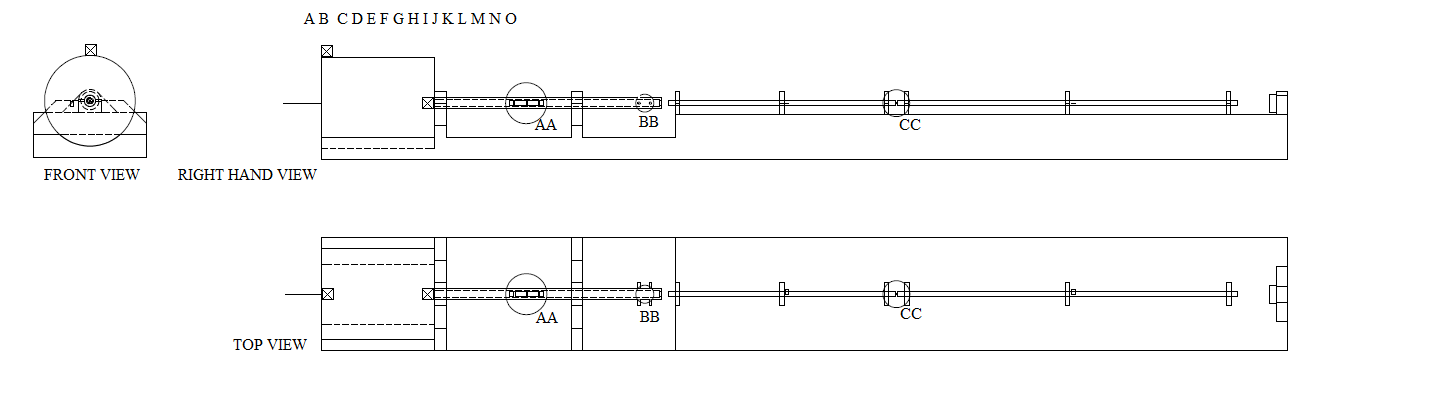 A B C D E F G H I J K L M N O
AA
BB
CC
FRONT VIEW
RIGHT HAND VIEW
AA
BB
CC
TOP VIEW